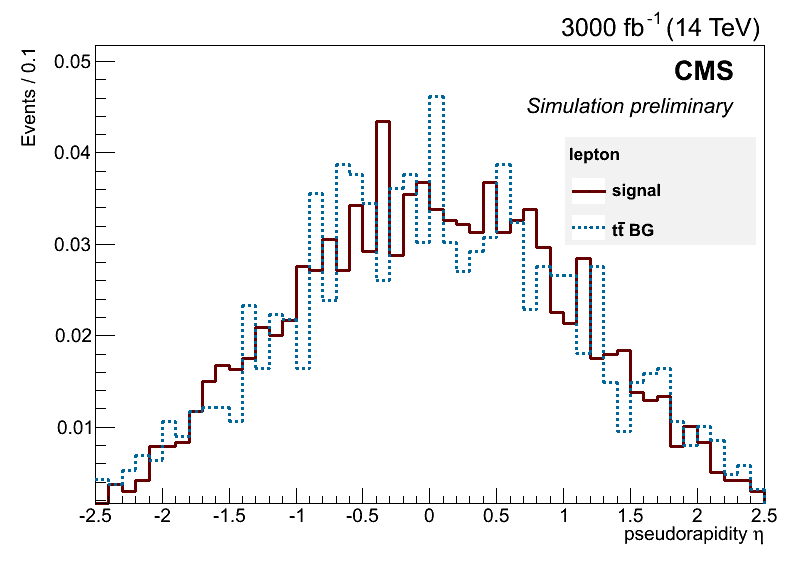 3000 fb⁻¹ (14 TeV)
Events / 0.1
CMS
Simulation preliminary
lepton
signal
tt̄ BG
0.05
0.04
0.03
0.02
0.01
-2.5 -2 -1.5 -1 -0.5 0 0.5 1 1.5 2 2.5
pseudorapidity η